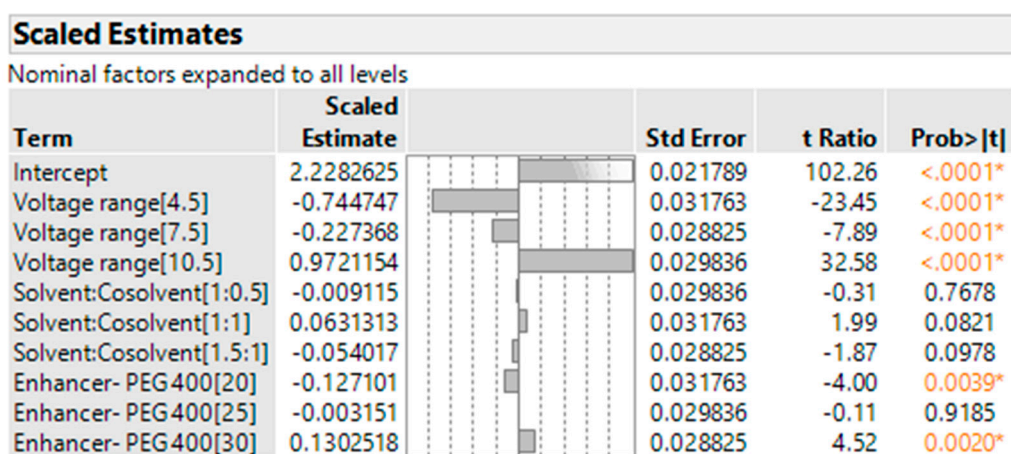 Scaled Estimates
Nominal factors expanded to all levels
Scaled
Term Estimate Std Error t Ratio Prob>|t|
Intercept 2.2282625 0.021789 102.26 <.0001*
Voltage range[4.5] -0.744747 0.031763 -23.45 <.0001*
Voltage range[7.5] -0.227368 0.028825 -7.89 <.0001*
Voltage range[10.5] 0.9721154 0.029836 32.58 <.0001*
Solvent:Cosolvent[1:0.5] -0.009115 0.029836 -0.31 0.7678
Solvent:Cosolvent[1:1] 0.0631313 0.031763 1.99 0.0821
Solvent:Cosolvent[1.5:1] -0.054017 0.028825 -1.87 0.0978
Enhancer- PEG400[20] -0.127101 0.031763 -4.00 0.0039*
Enhancer- PEG400[25] -0.003151 0.029836 -0.11 0.9185
Enhancer- PEG400[30] 0.1302518 0.028825 4.52 0.0020*